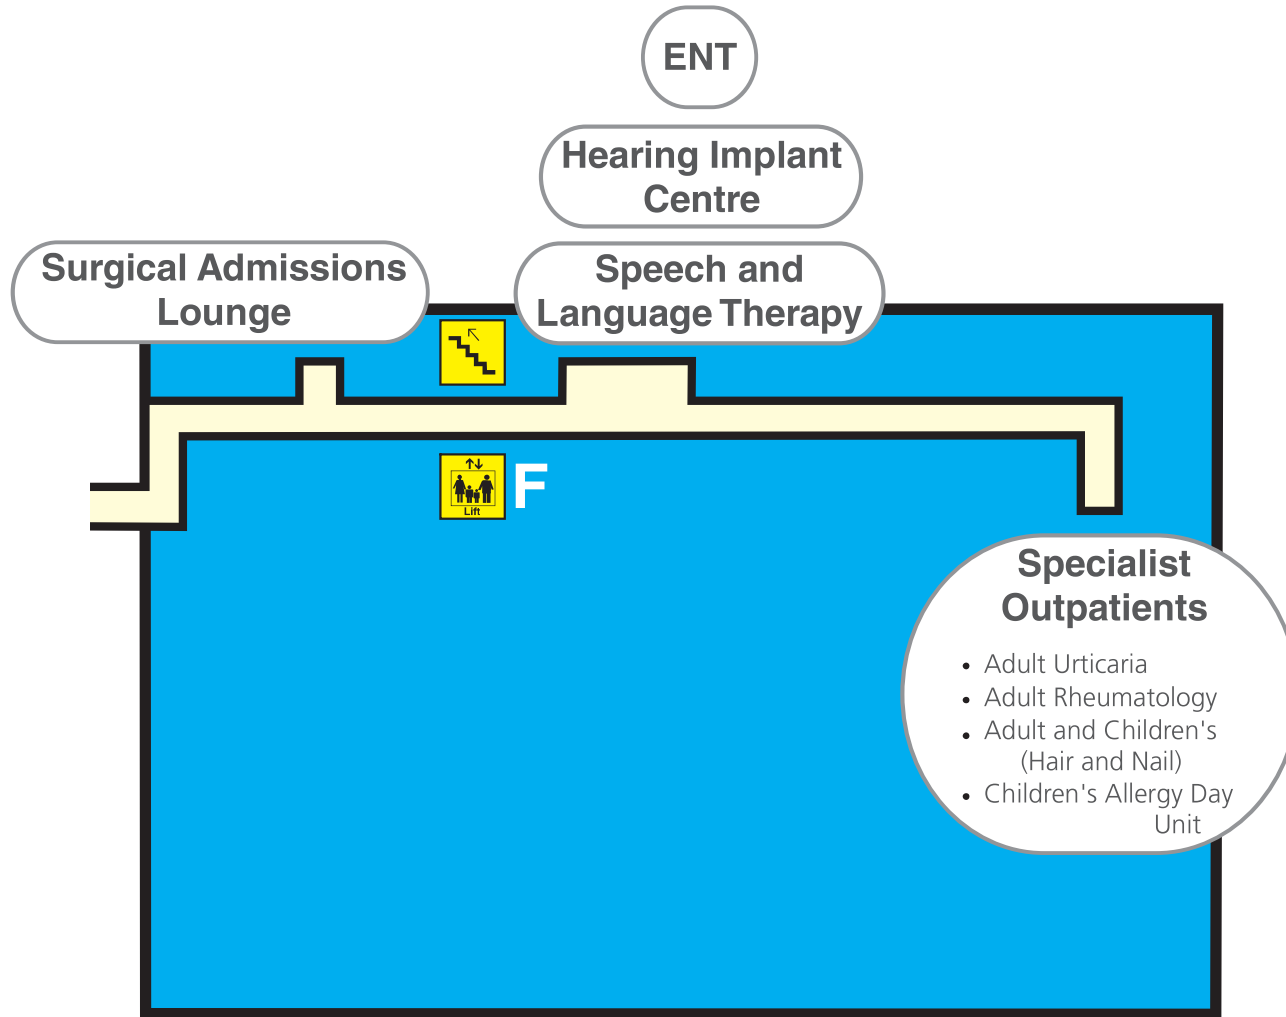 ENT
Hearing Implant
Centre
Surgical Admissions
Lounge
Speech and
Language Therapy
Lift
F
Specialist
Outpatients
• Adult Urticaria
• Adult Rheumatology
• Adult and Children's
(Hair and Nail)
• Children's Allergy Day
Unit